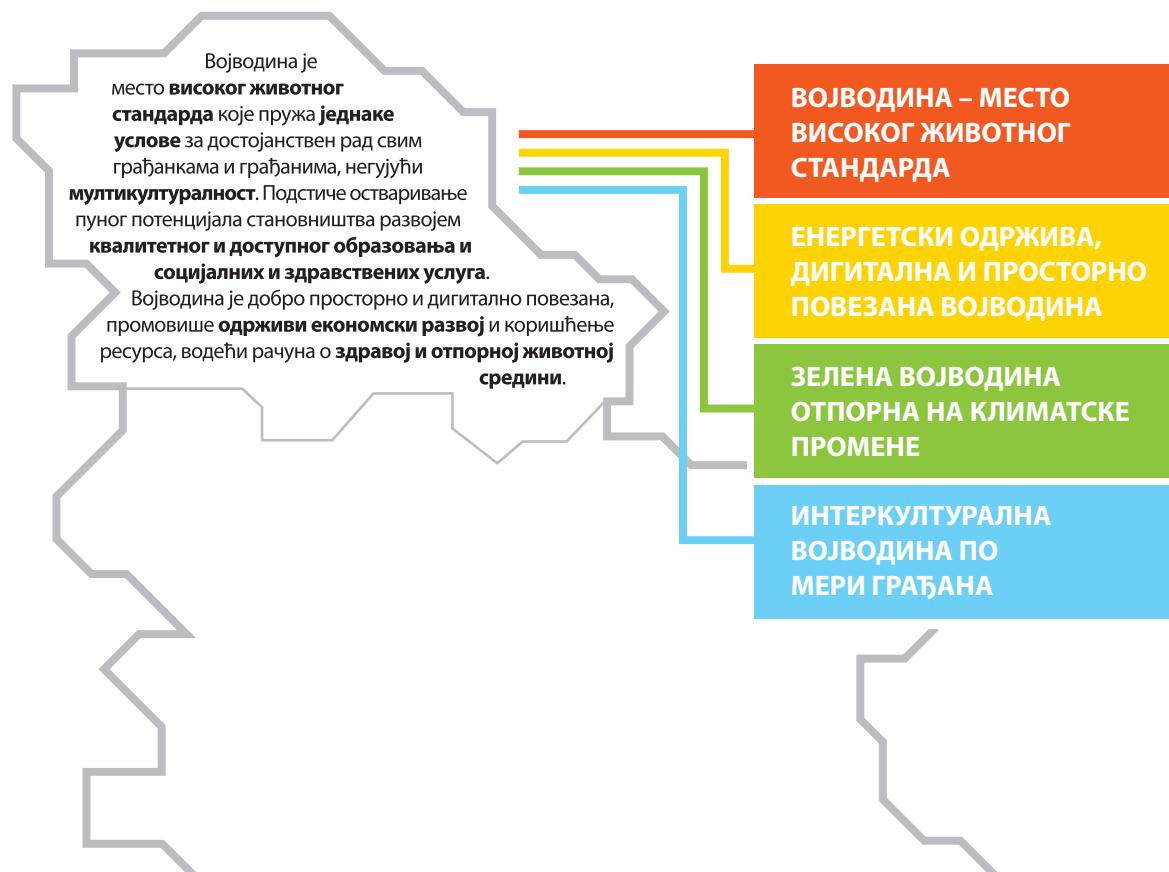 Војводина је
место високог животног
стандарда које пружа једнаке
услове за достојанствен рад свим
грађанкама и грађанима, негујући
мултикултуралност. Подстиче остваривање
пуног потенцијала становништва развојем
квалитетног и доступног образовања и
социјалних и здравствених услуга.
Војводина је добро просторно и дигитално повезана,
промовише одрживи економски развој и коришћење
ресурса, водећи рачуна о здравој и отпорној животној
средини.
ВОЈВОДИНА – МЕСТО
ВИСОКОГ ЖИВОТНОГ
СТАНДАРДА
ЕНЕРГЕТСКИ ОДРЖИВА,
ДИГИТАЛНА И ПРОСТОРНО
ПОВЕЗАНА ВОЈВОДИНА
ЗЕЛЕНА ВОЈВОДИНА
ОТПОРНА НА КЛИМАТСКЕ
ПРОМЕНЕ
ИНТЕРКУЛТУРАЛНА
ВОЈВОДИНА ПО
МЕРИ ГРАЂАНА